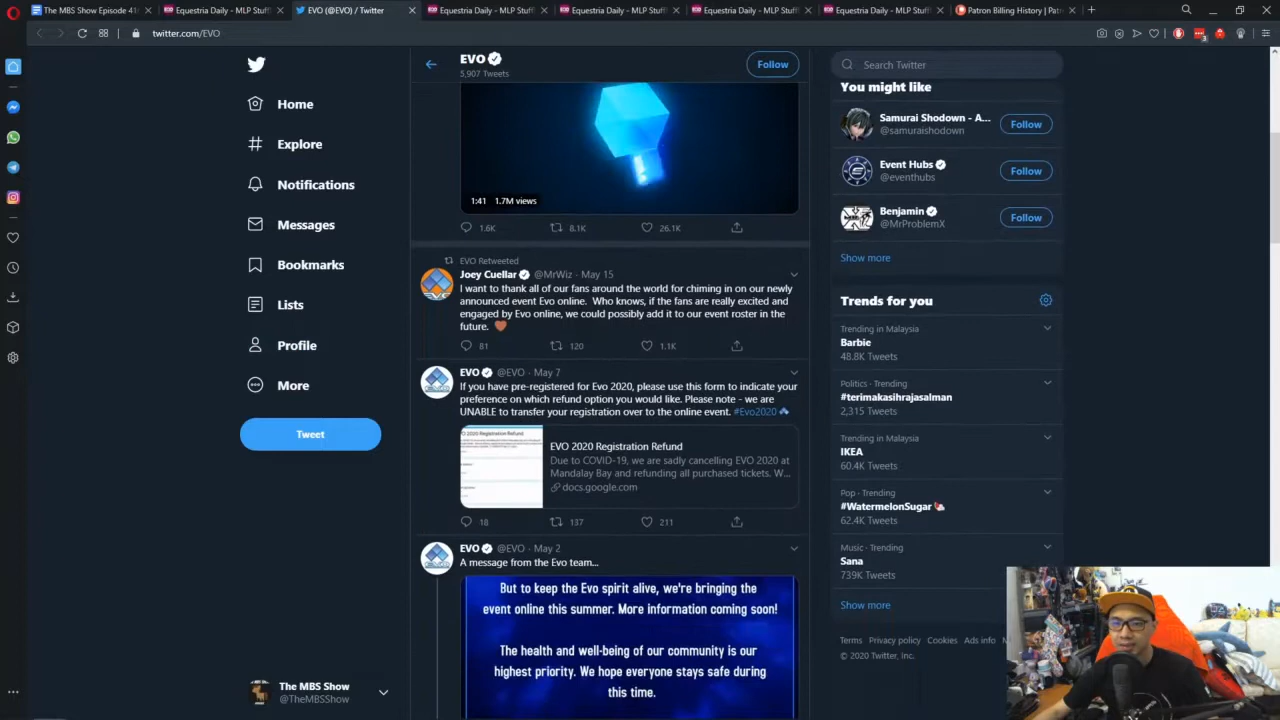 The MBS Show Episode 41
Equestria Daily - MLP Stuff!
EVO (@EVO) / Twitter
Equestria Daily - MLP Stuff!
Equestria Daily - MLP Stuff!
Equestria Daily - MLP Stuff!
Equestria Daily - MLP Stuff!
Patron Billing History | Pat
twitter.com/EVO
3
Home
Explore
Notifications
Messages
Bookmarks
Lists
Profile
More
Tweet
The MBS Show
@TheMBSShow
EVO
5,907 Tweets
Follow
1:41 1.7M views
1.6K 8.1K 26.1K
EVO Retweeted
Joey Cuellar @MrWiz · May 15
I want to thank all of our fans around the world for chiming in on our newly
announced event Evo online. Who knows, if the fans are really excited and
engaged by Evo online, we could possibly add it to our event roster in the
future. 🤎
81 120 1.1K
EVO @EVO · May 7
If you have pre-registered for Evo 2020, please use this form to indicate your
preference on which refund option you would like. Please note - we are
UNABLE to transfer your registration over to the online event. #Evo2020
EVO 2020 Registration Refund
EVO 2020 Registration Refund
Due to COVID-19, we are sadly cancelling EVO 2020 at
Mandalay Bay and refunding all purchased tickets. W...
docs.google.com
18 137 211
EVO @EVO · May 2
A message from the Evo team...
But to keep the Evo spirit alive, we're bringing the
event online this summer. More information coming soon!
The health and well-being of our community is our
highest priority. We hope everyone stays safe during
this time.
Search Twitter
You might like
Samurai Shodown - A...
@samuraishodown
Follow
Event Hubs
@eventhubs
Follow
Benjamin
@MrProblemX
Follow
Show more
Trends for you
Trending in Malaysia
Barbie
48.8K Tweets
Politics · Trending
#terimakasihrajasalman
2,315 Tweets
Trending in Malaysia
IKEA
60.4K Tweets
Pop · Trending
#WatermelonSugar🍉
62.4K Tweets
Music · Trending
Sana
739K Tweets
Show more
Terms Privacy policy Cookies Ads info
© 2020 Twitter, Inc.